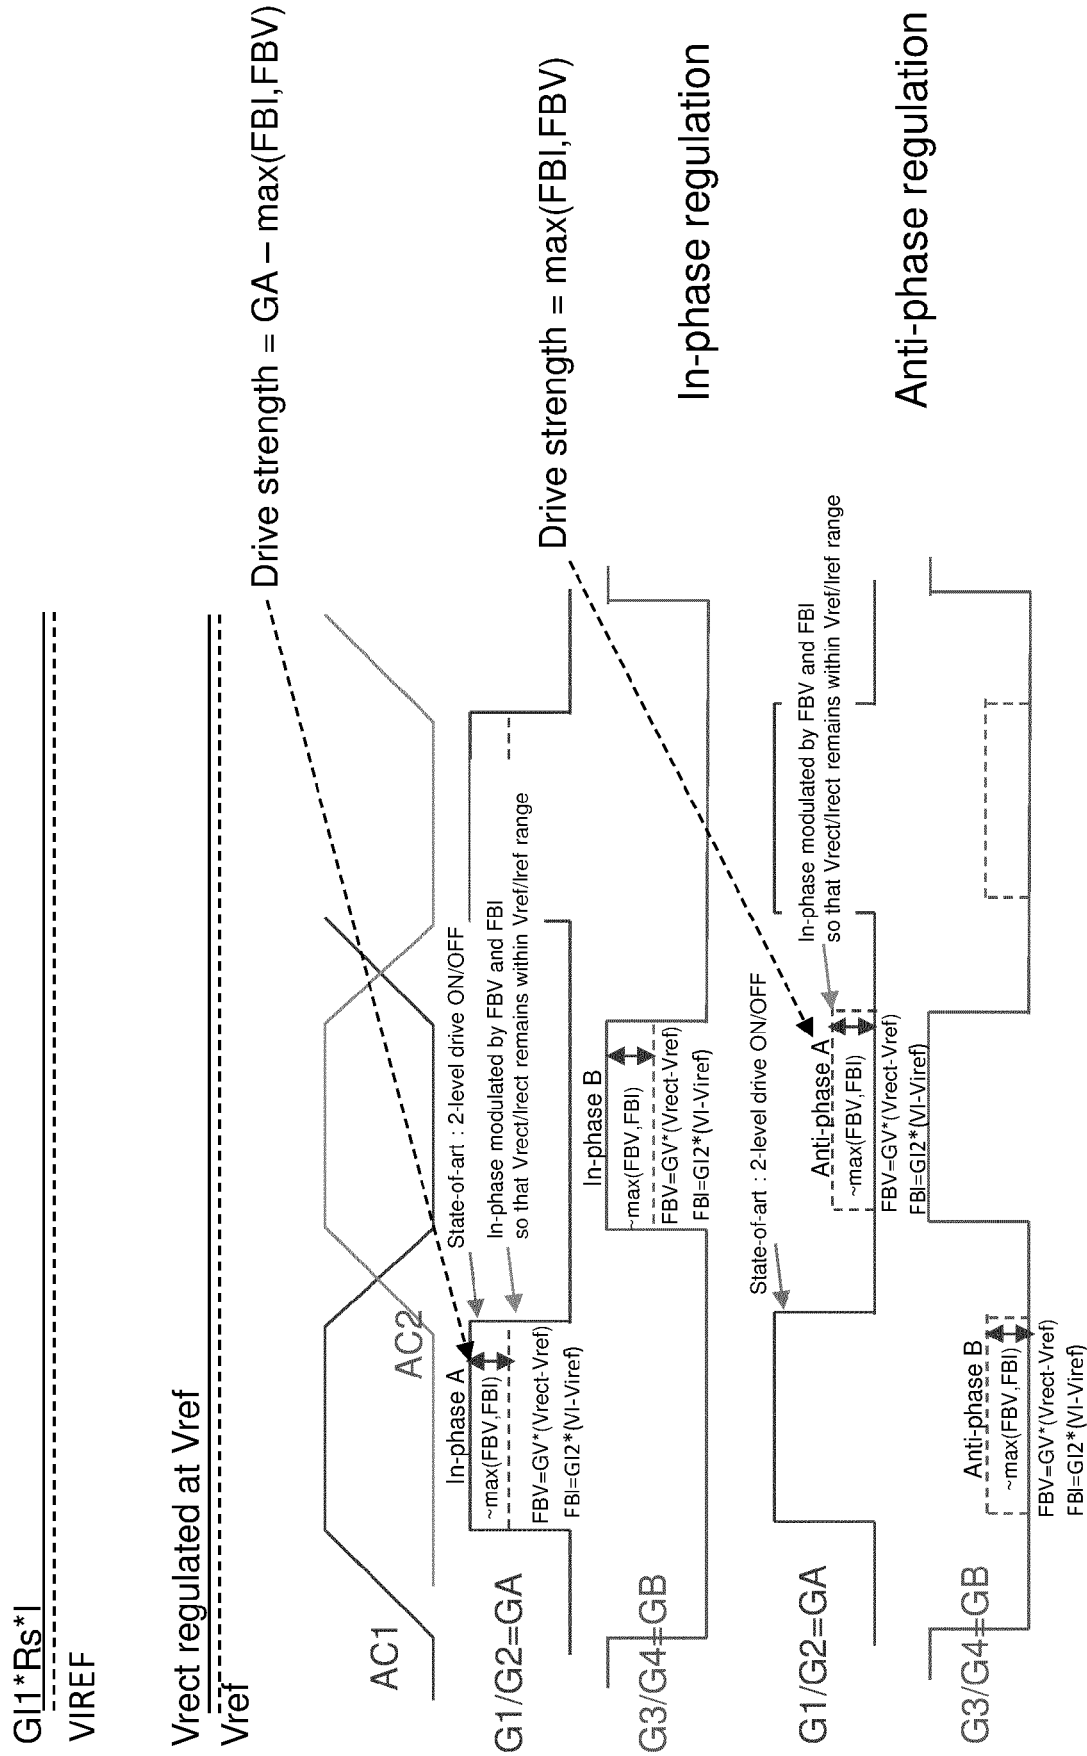 GI1*Rs*I
VIREF
Vrect regulated at Vref
Vref
Drive strength = GA – max(FBI,FBV)
AC1
AC2
In-phase A
State-of-art : 2-level drive ON/OFF
~max(FBV,FBI)
In-phase modulated by FBV and FBI
so that Vrect/Irect remains within Vref/Iref range
G1/G2=GA
FBV=GV*(Vrect-Vref)
FBI=GI2*(VI-Viref)
Drive strength = max(FBI,FBV)
In-phase B
~max(FBV,FBI)
G3/G4=GB
FBV=GV*(Vrect-Vref)
FBI=GI2*(VI-Viref)
In-phase regulation
State-of-art : 2-level drive ON/OFF
In-phase modulated by FBV and FBI
so that Vrect/Iref remains within Vref/Iref range
G1/G2=GA
Anti-phase A
~max(FBV,FBI)
FBV=GV*(Vrect-Vref)
FBI=GI2*(VI-Viref)
Anti-phase regulation
G3/G4=GB
Anti-phase B
~max(FBV,FBI)
FBV=GV*(Vrect-Vref)
FBI=GI2*(VI-Viref)